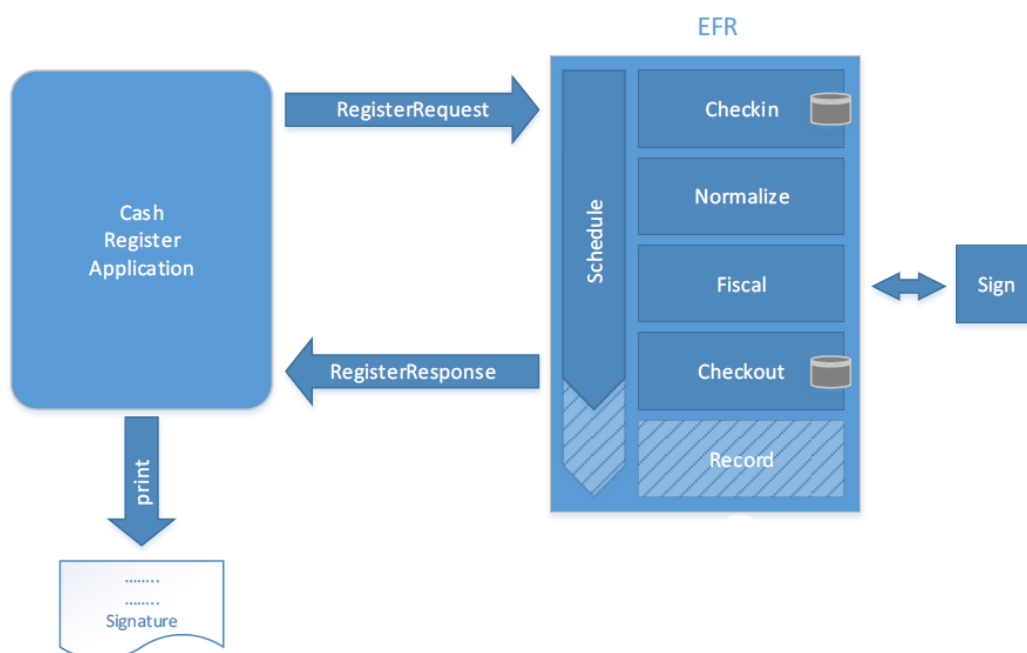 EFR
Cash
Register
Application
RegisterRequest
RegisterResponse
Schedule
Checkin
Normalize
Fiscal
Checkout
Record
Sign
print
........
........
Signature